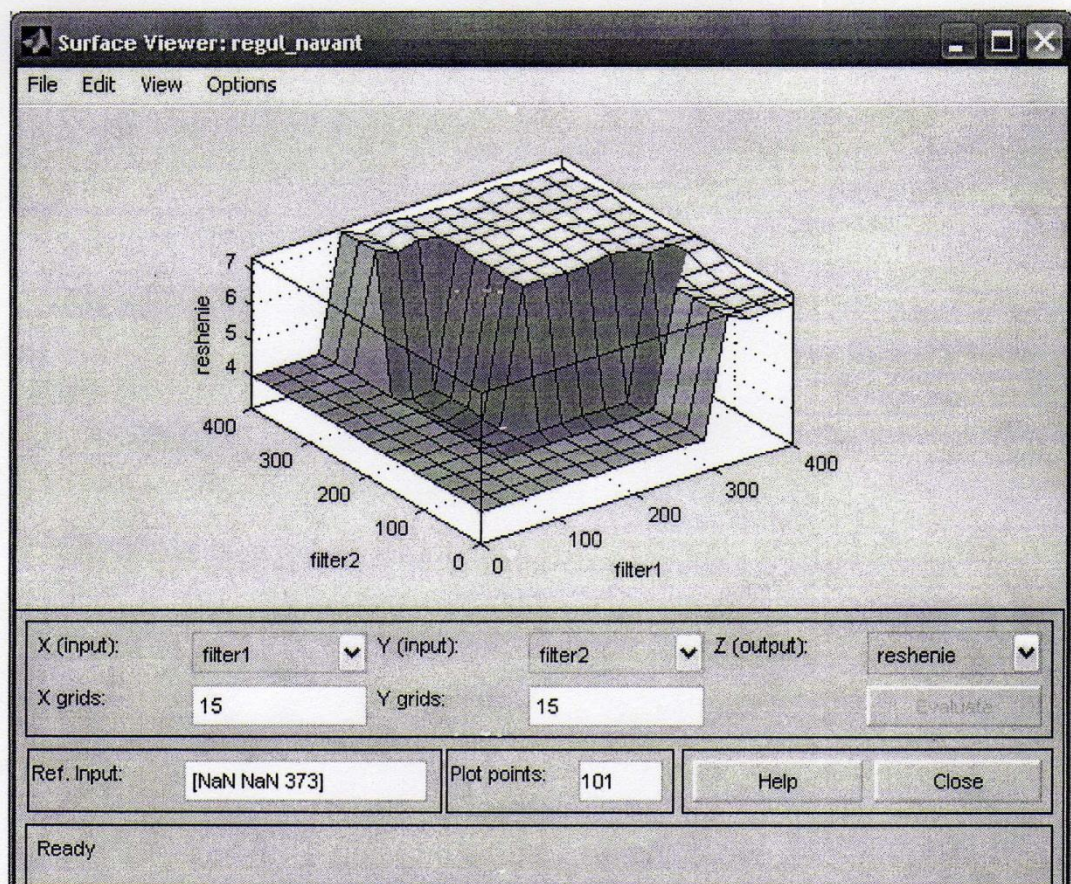 Surface Viewer: regul_navant
File Edit View Options
7
6
5
4
reshenie
400
300
200
100
0
filter2
0
100
200
300
400
filter1
X (input): filter1 Y (input): filter2 Z (output): reshenie
X grids: 15 Y grids: 15 Evaluate
Ref. Input: [NaN NaN 373] Plot points: 101 Help Close
Ready